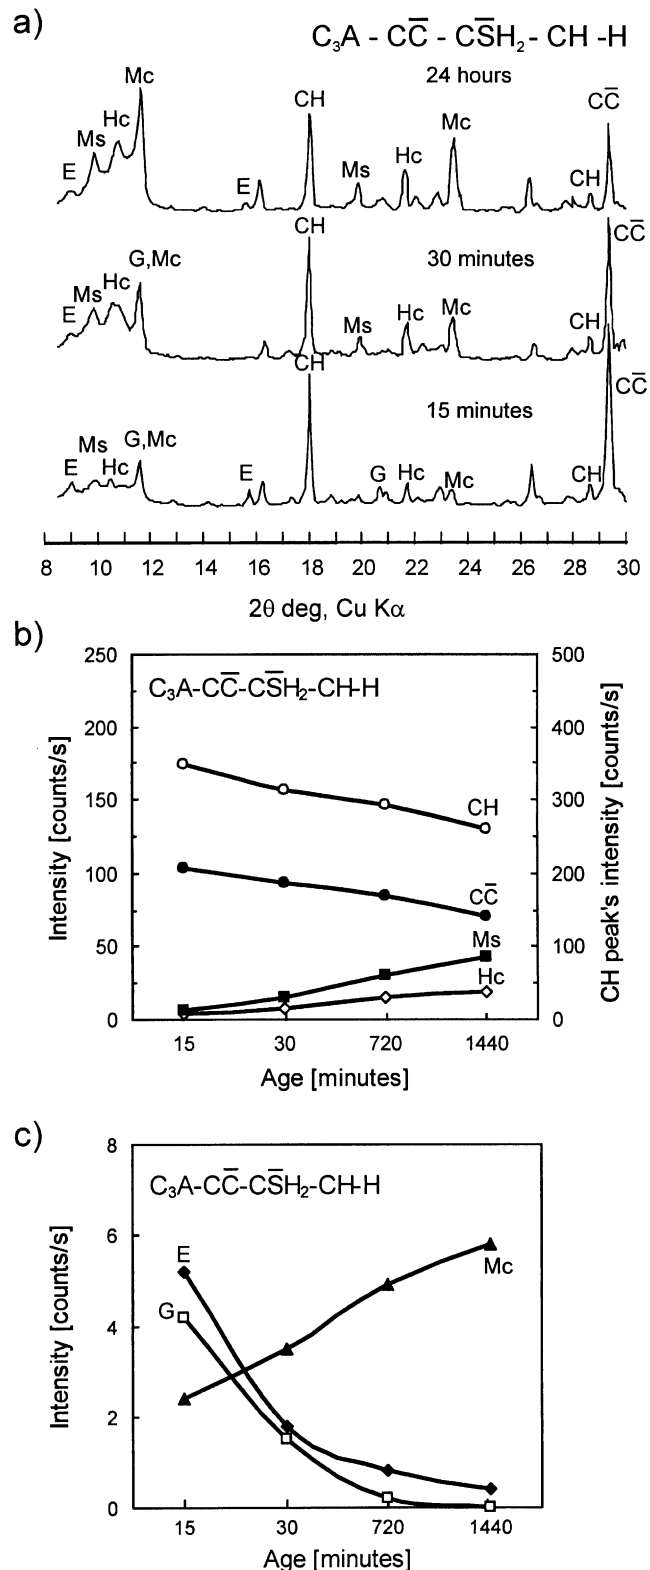 a)
C₃A - CC̅ - CS̅H₂ - CH -H
24 hours
Mc
CH
CC̅
Hc
Mc
Ms
Hc
E
Ms
E
CH
30 minutes
CH
CC̅
G,Mc
Hc
Ms
Hc
Mc
E
Ms
CH
15 minutes
CH
CC̅
G,Mc
Ms
Hc
E
E
G
Hc
Mc
CH
8 10 12 14 16 18 20 22 24 26 28 30
2θ deg, Cu Kα
b)
C₃A-CC̅-CS̅H₂-CH-H
Intensity [counts/s]
250
200
150
100
50
0
CH peak's intensity [counts/s]
500
400
300
200
100
0
CH
CC̅
Ms
Hc
15 30 720 1440
Age [minutes]
c)
C₃A-CC̅-CS̅H₂-CH-H
Intensity [counts/s]
8
6
4
2
0
E
G
Mc
15 30 720 1440
Age [minutes]